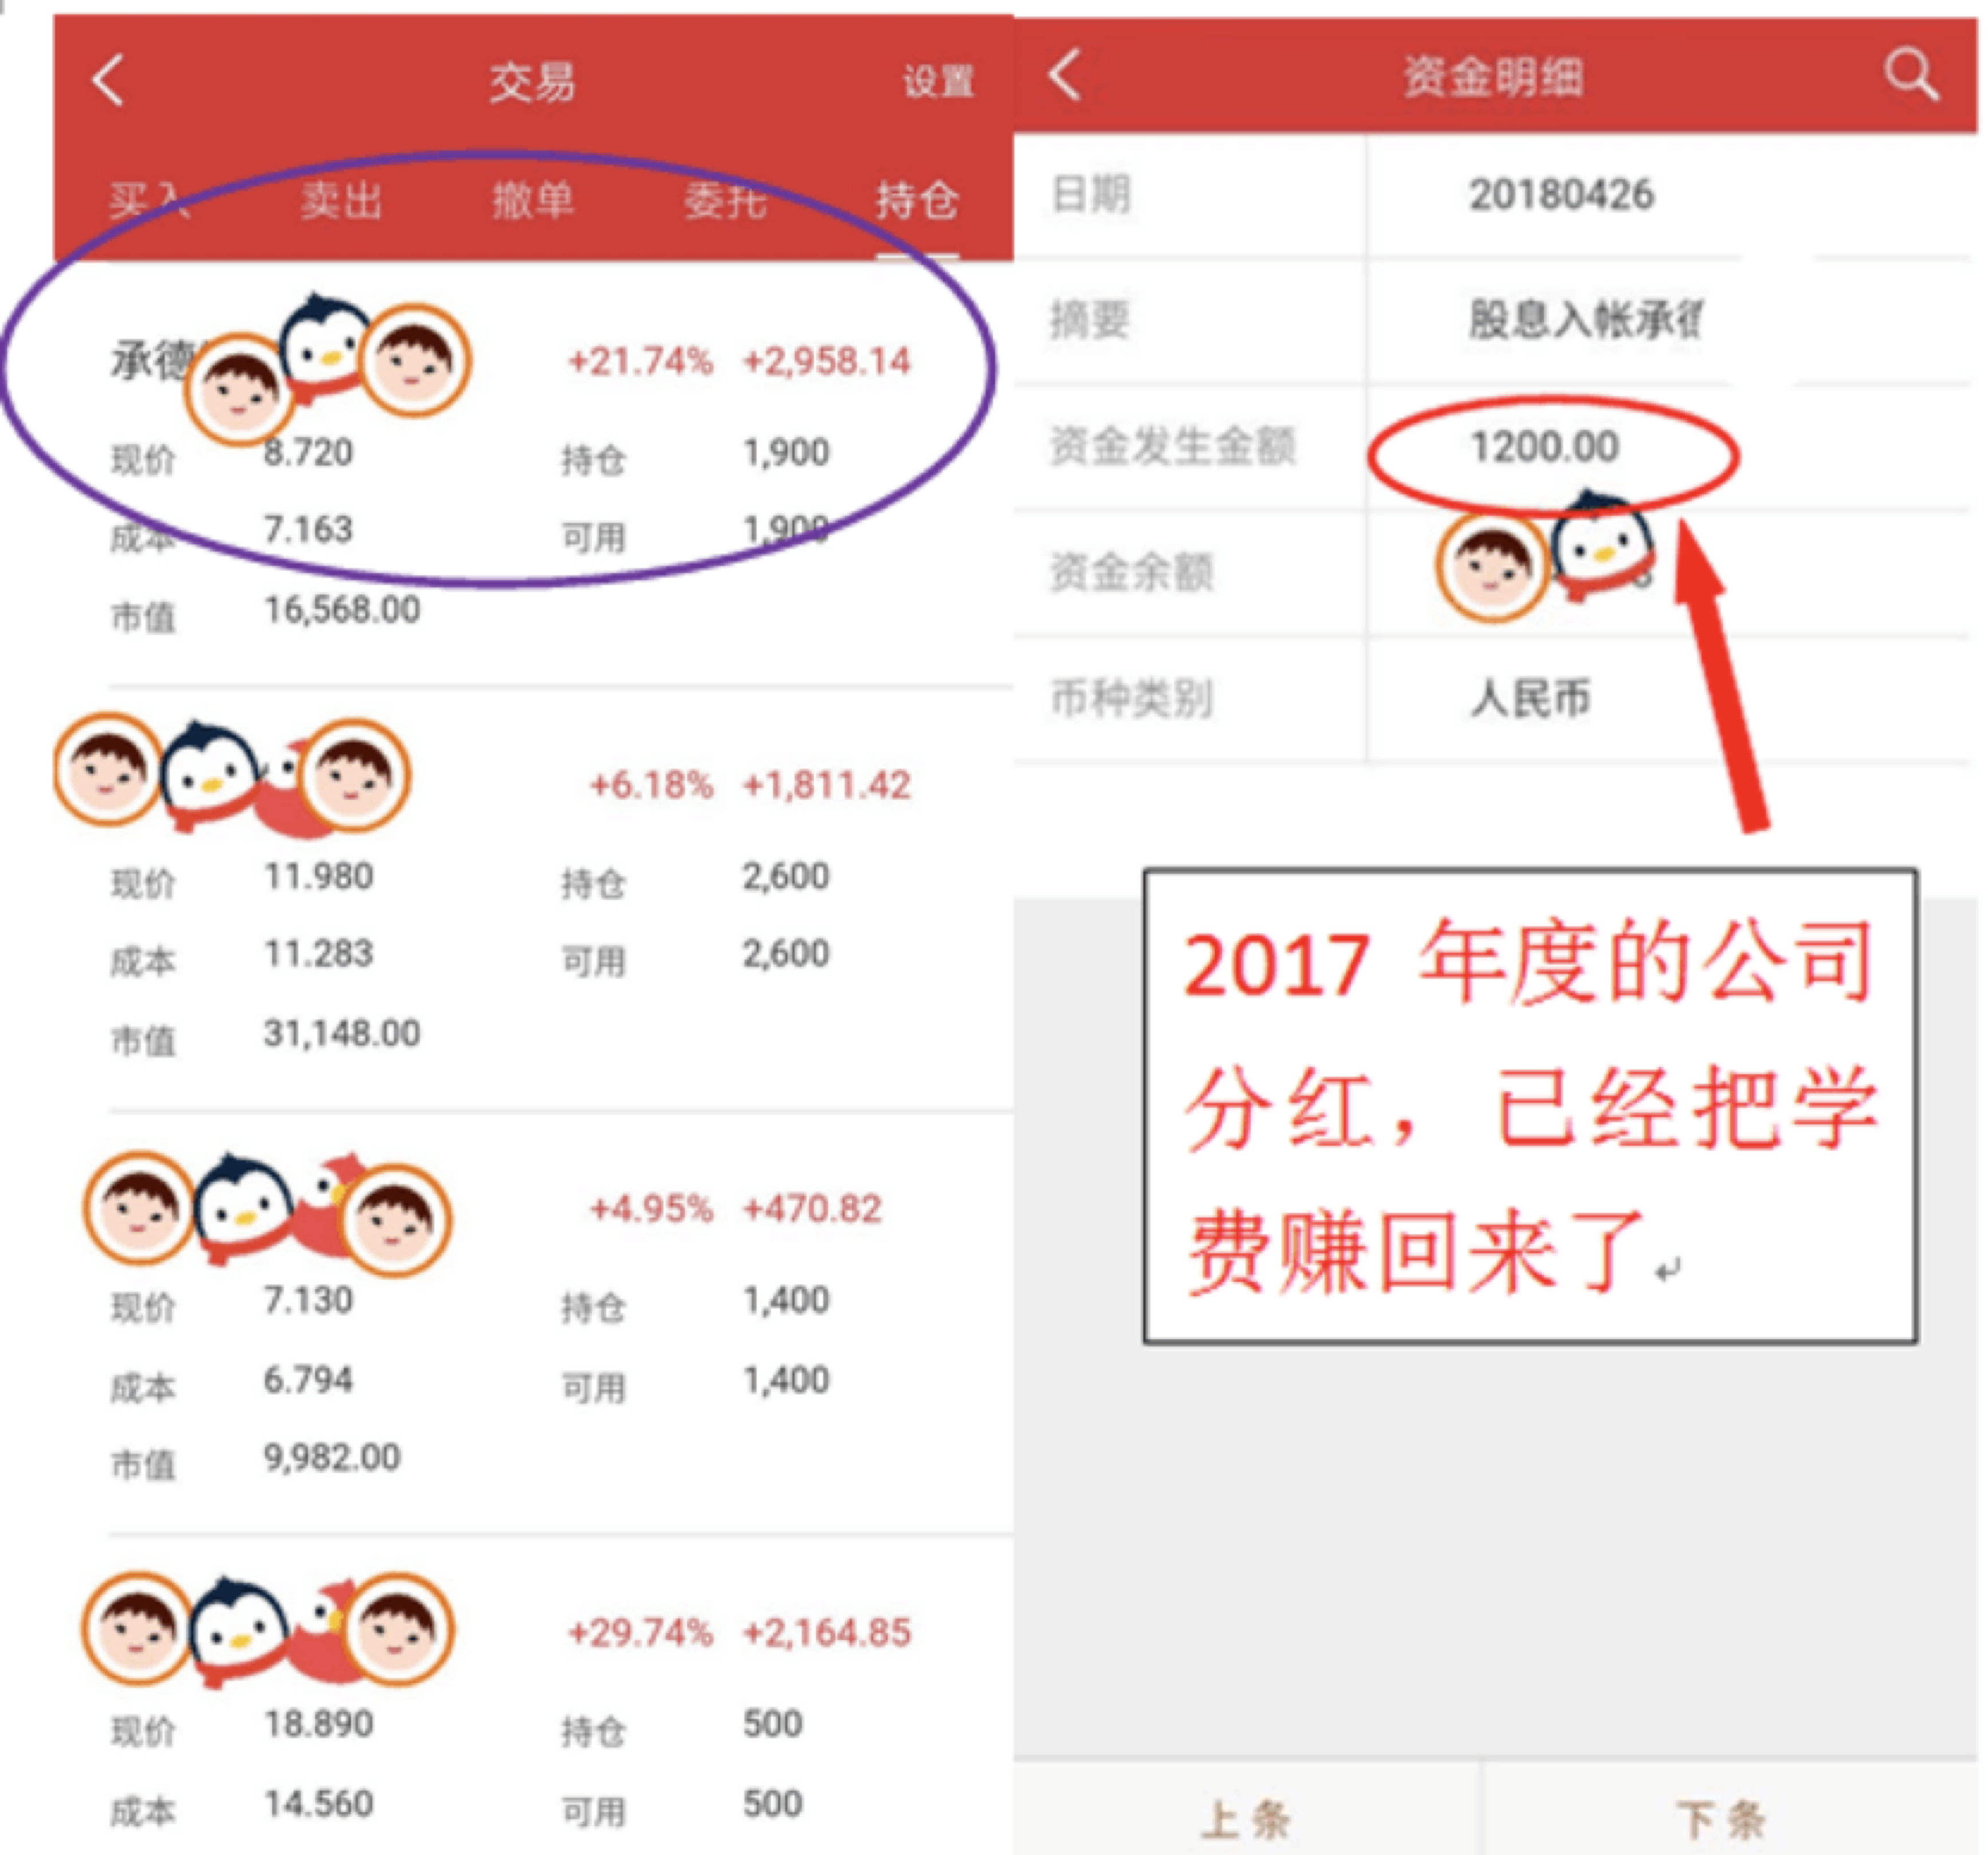 交易
设置
买入
卖出
撤单
委托
持仓
承德
+21.74%
+2,958.14
现价
8.720
持仓
1,900
成本
7.163
可用
1,900
市值
16,568.00
+6.18%
+1,811.42
现价
11.980
持仓
2,600
成本
11.283
可用
2,600
市值
31,148.00
+4.95%
+470.82
现价
7.130
持仓
1,400
成本
6.794
可用
1,400
市值
9,982.00
+29.74%
+2,164.85
现价
18.890
持仓
500
成本
14.560
可用
500
资金明细
日期
20180426
摘要
股息入帐承德
资金发生金额
1200.00
资金余额
币种类别
人民币
2017 年度的公司
分红，已经把学
费赚回来了
上条
下条